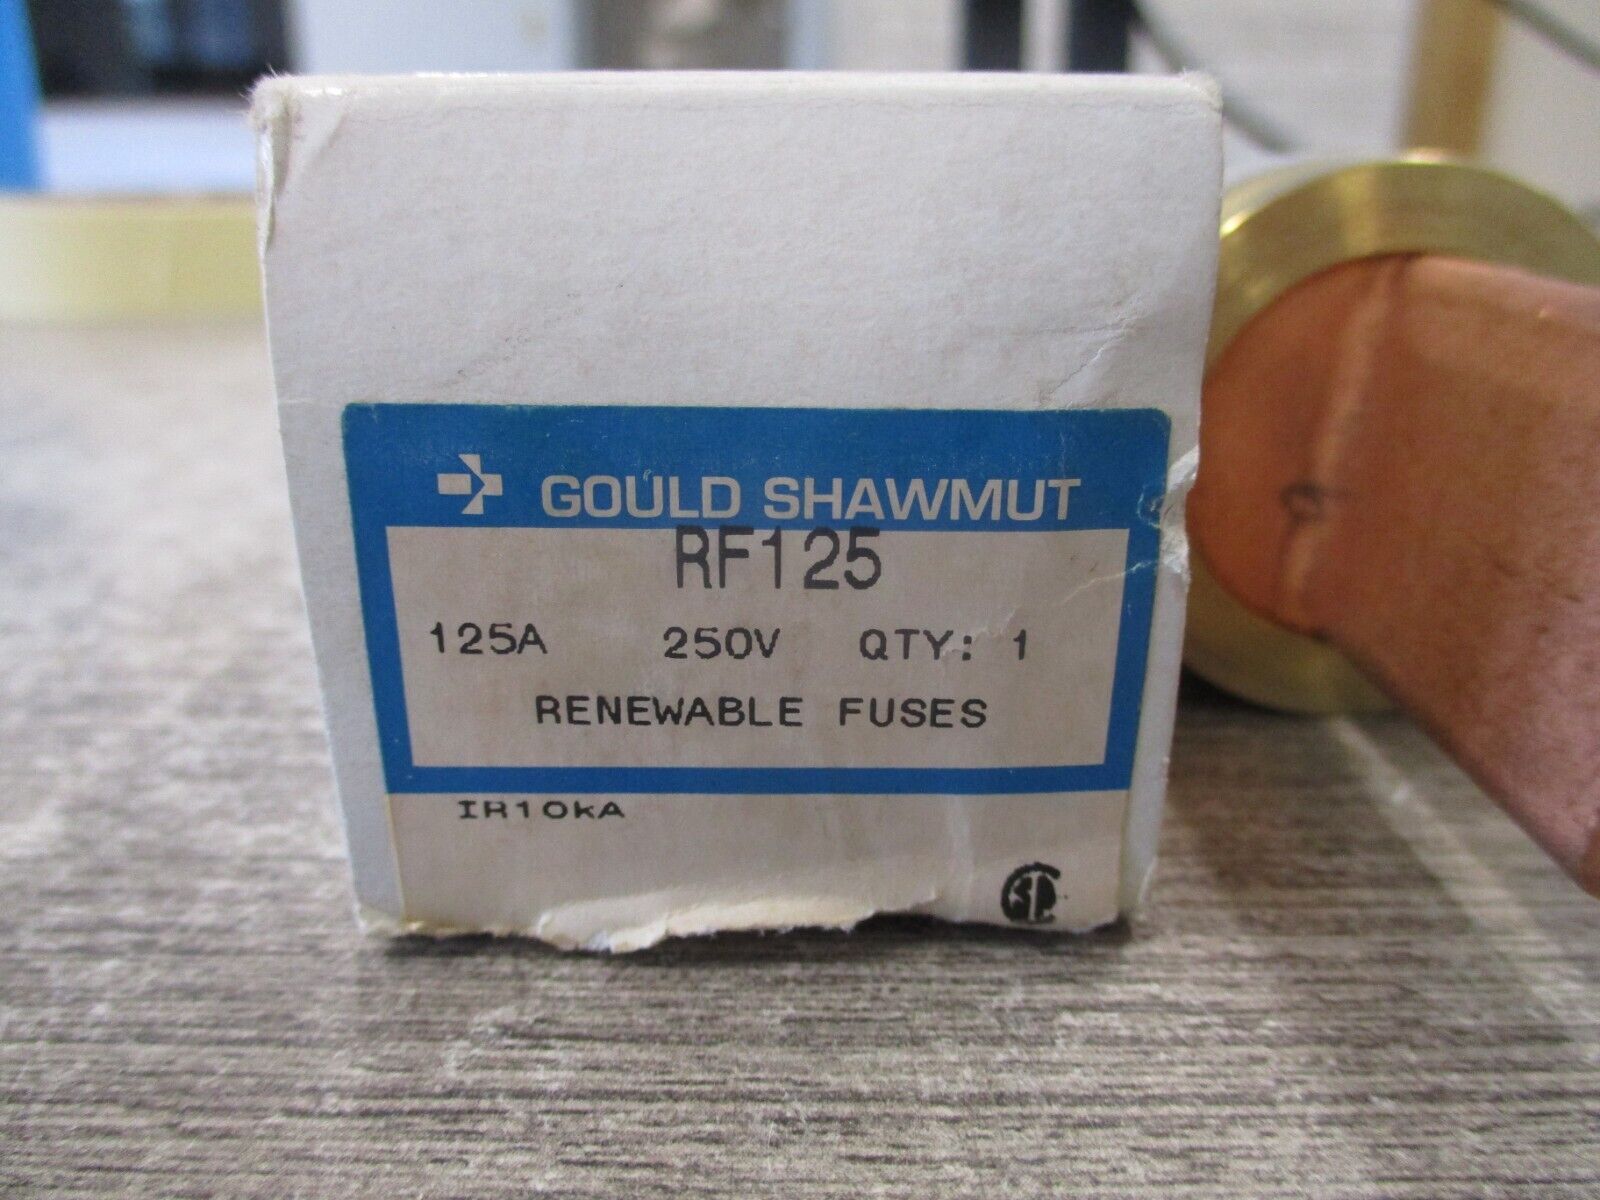 GOULD SHAWMUT
RF125
125A 250V QTY: 1
RENEWABLE FUSES
IR10kA